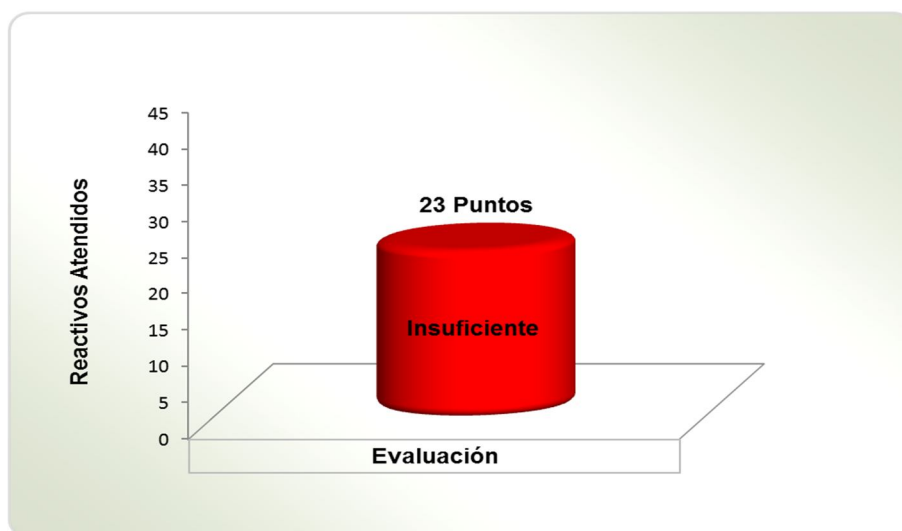 45
40
35
30
25
20
15
10
5
0
Reactivos Atendidos
23 Puntos
Insuficiente
Evaluación